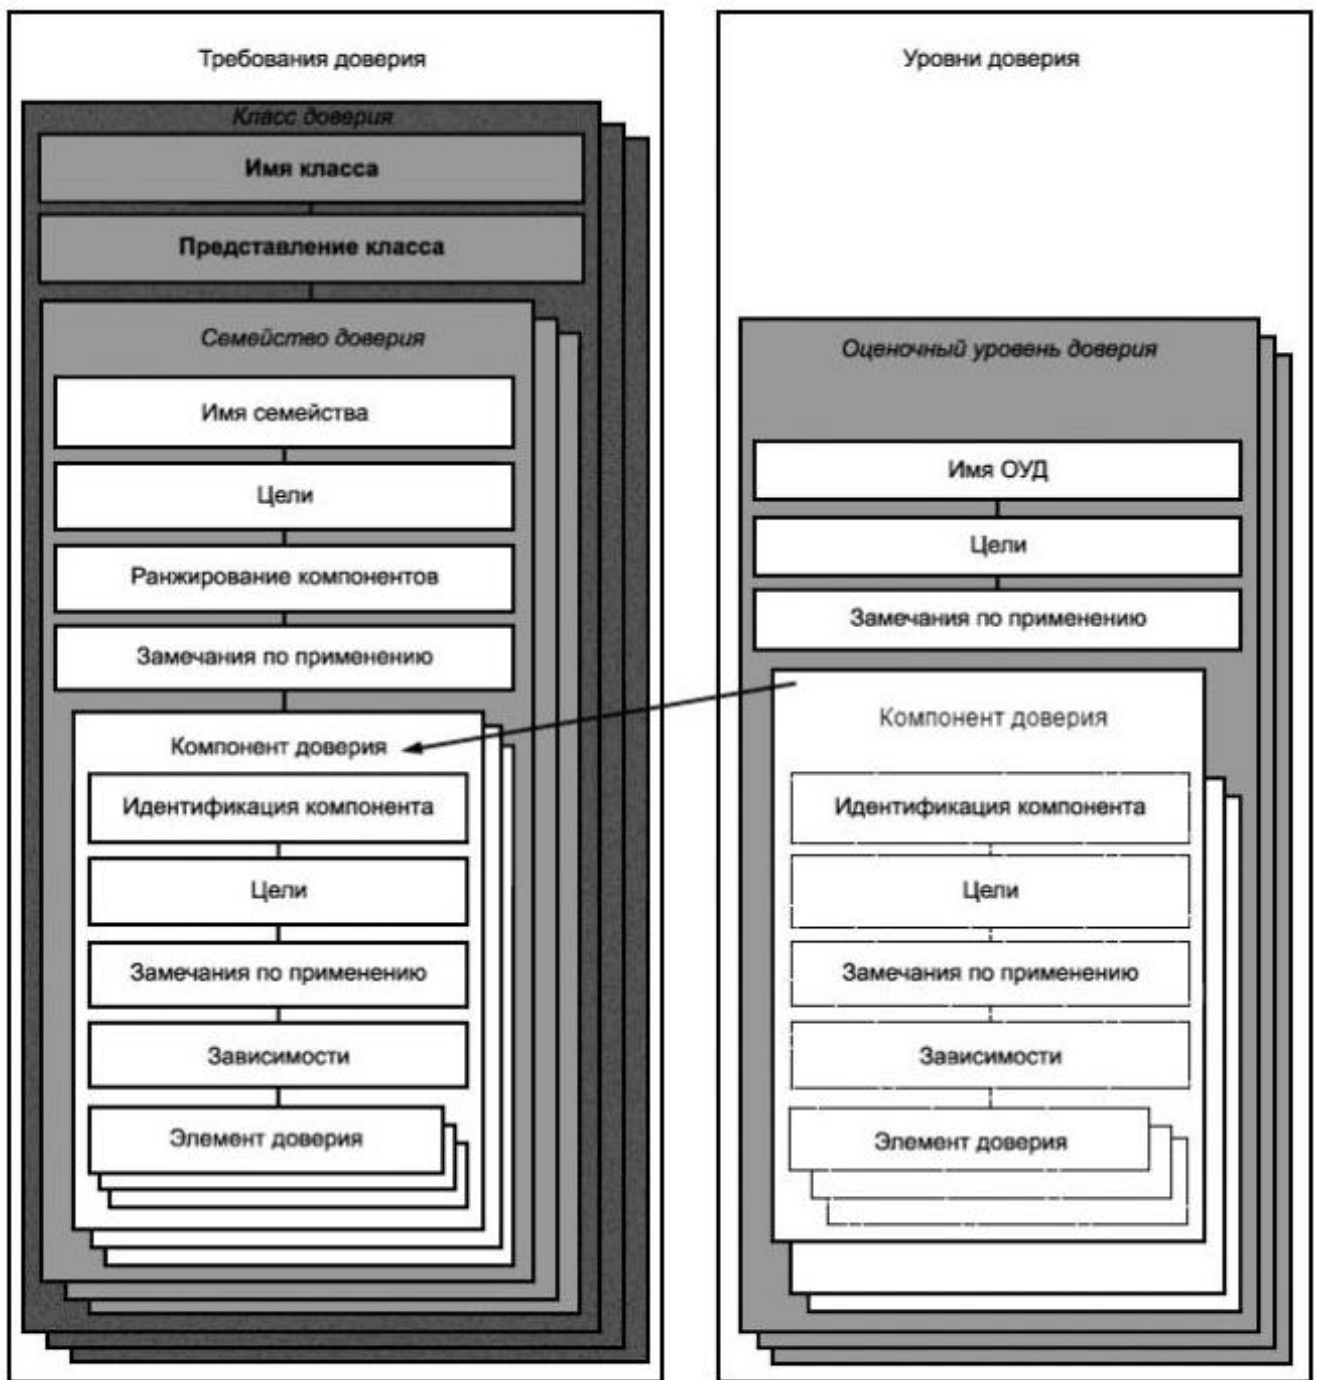 Требования доверия
Класс доверия
Имя класса
Представление класса
Семейство доверия
Имя семейства
Цели
Ранжирование компонентов
Замечания по применению
Компонент доверия
Идентификация компонента
Цели
Замечания по применению
Зависимости
Элемент доверия
Уровни доверия
Оценочный уровень доверия
Имя ОУД
Цели
Замечания по применению
Компонент доверия
Идентификация компонента
Цели
Замечания по применению
Зависимости
Элемент доверия